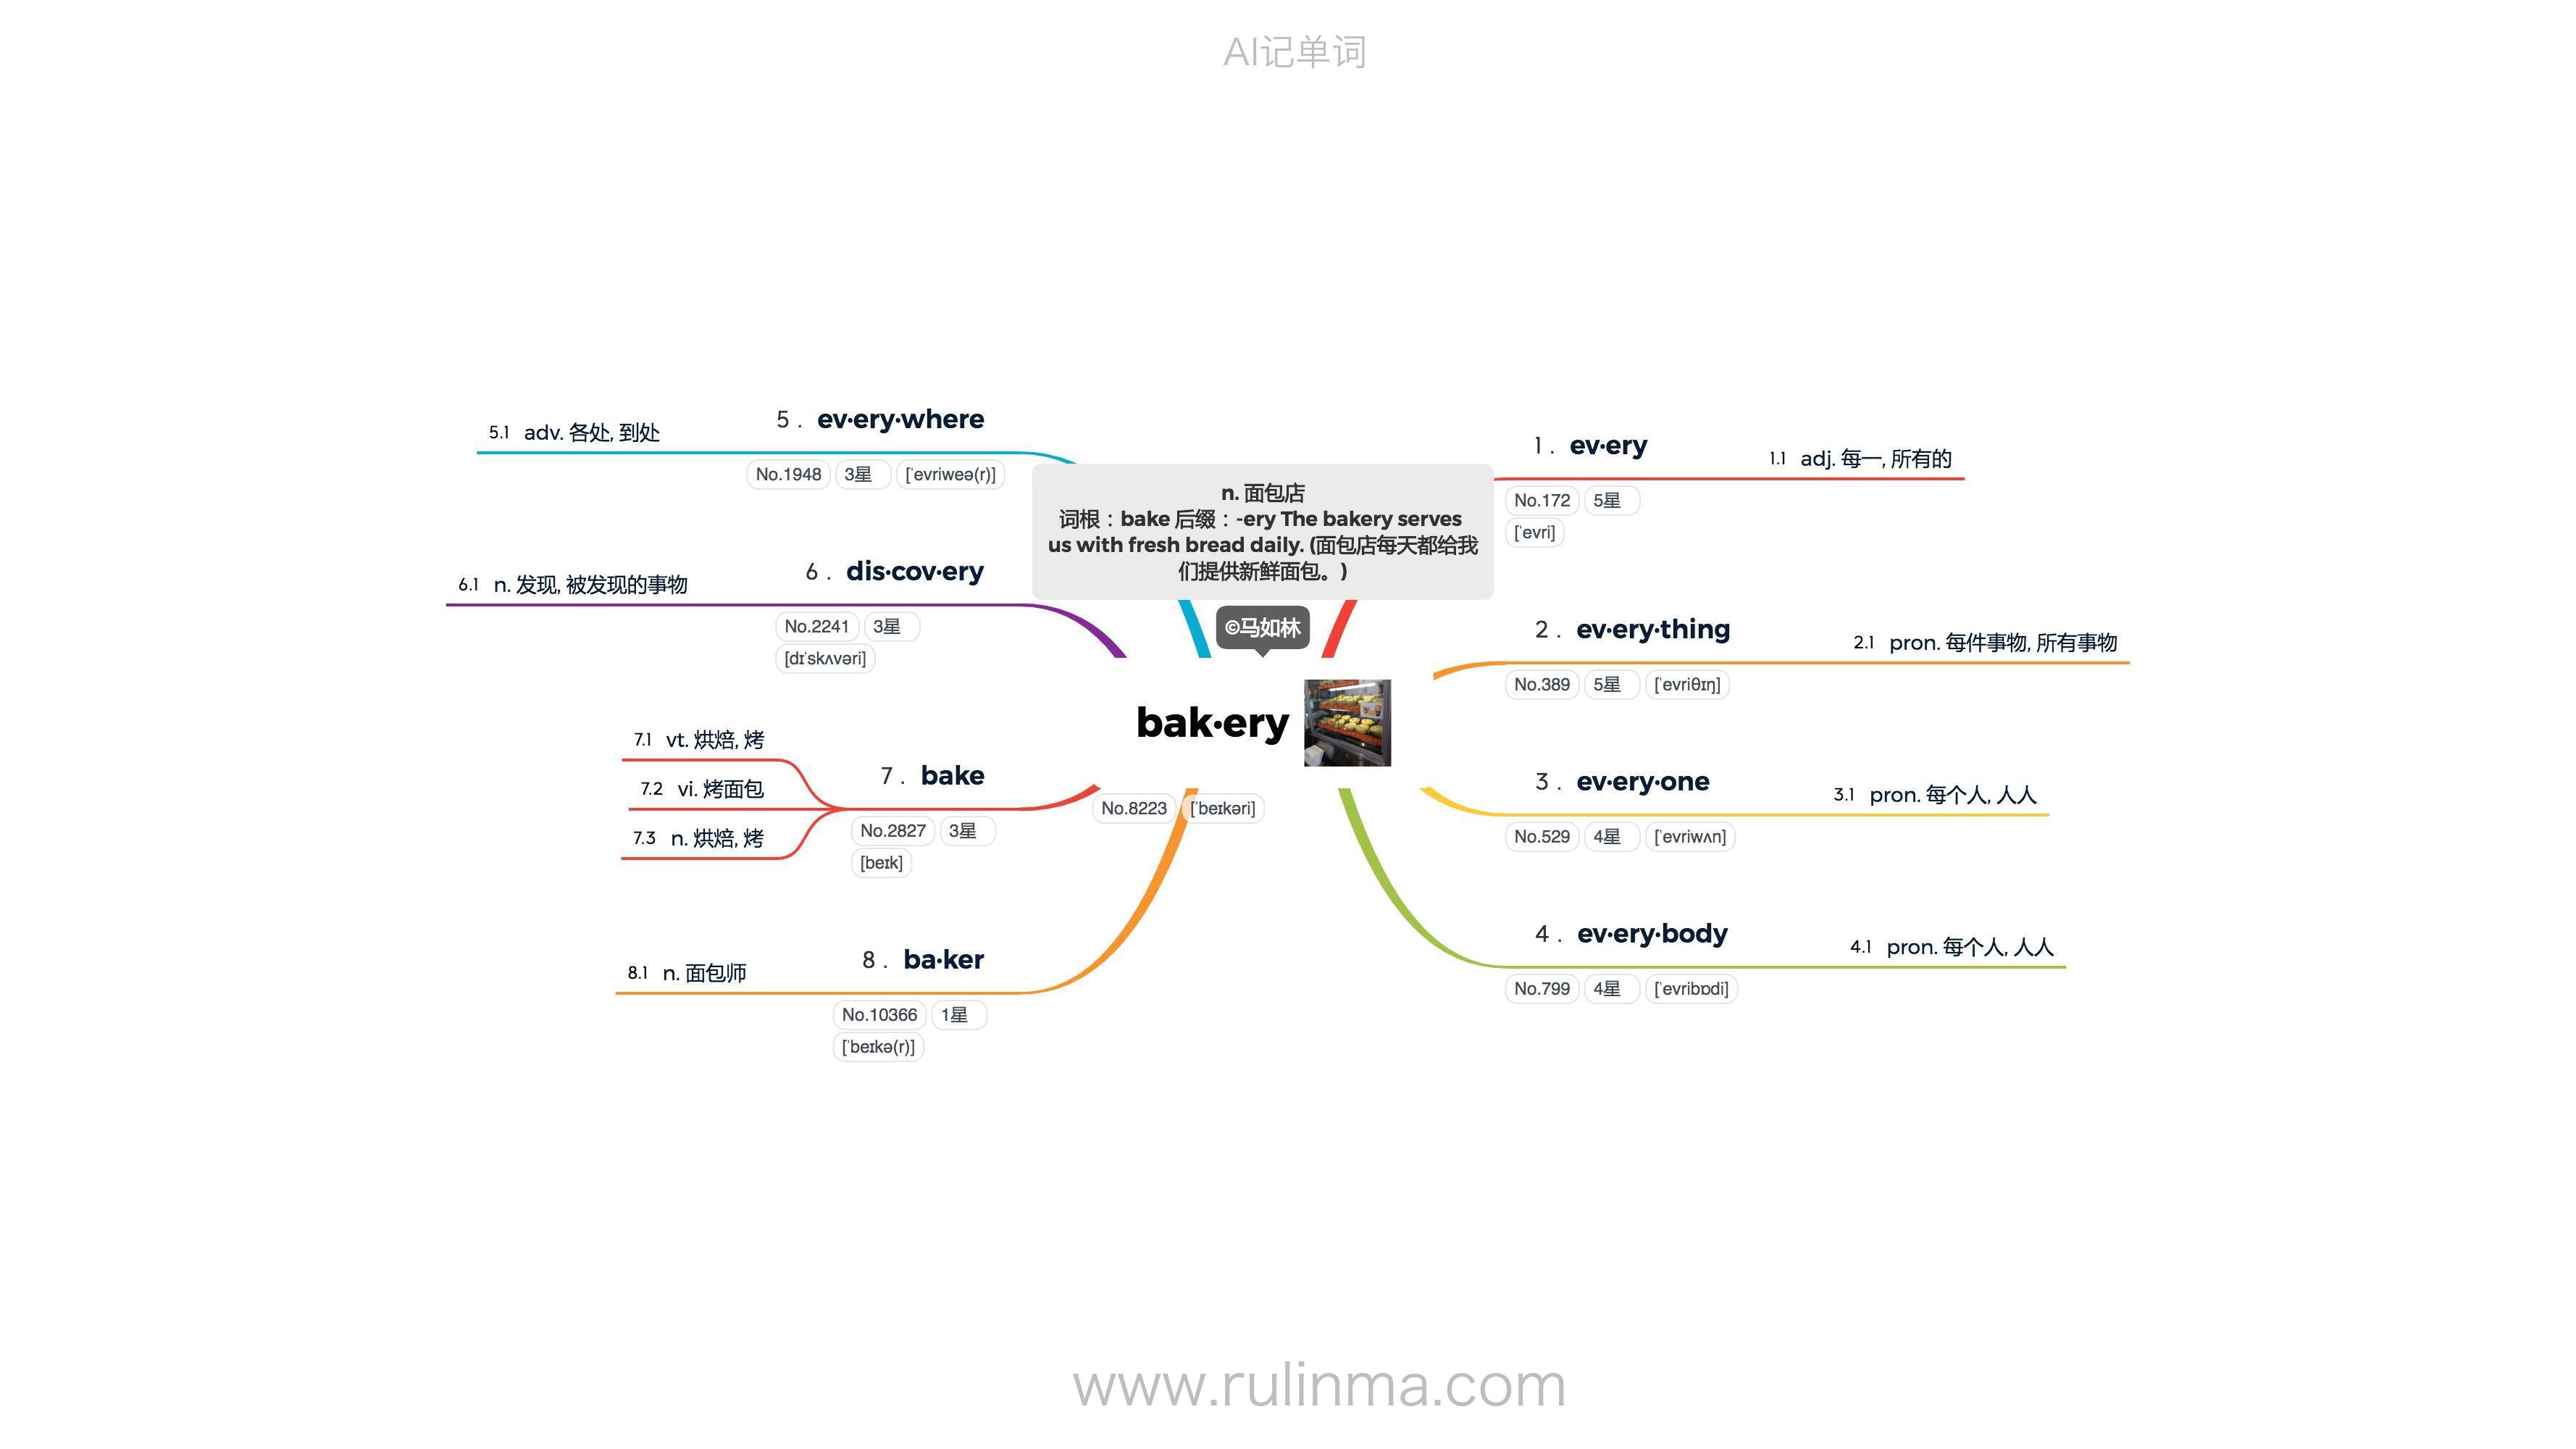 AI记单词
n. 面包店
词根：bake 后缀：-ery The bakery serves
us with fresh bread daily. (面包店每天都给我
们提供新鲜面包。)
©马如林
bak·ery
No.8223 ['beɪkəri]
1 . ev·ery
No.172 5星
['evri]
1.1 adj. 每一, 所有的
2 . ev·ery·thing
No.389 5星 ['evriθɪŋ]
2.1 pron. 每件事物, 所有事物
3 . ev·ery·one
No.529 4星 ['evriwʌn]
3.1 pron. 每个人, 人人
4 . ev·ery·body
No.799 4星 ['evribɒdi]
4.1 pron. 每个人, 人人
5 . ev·ery·where
No.1948 3星 ['evriweə(r)]
5.1 adv. 各处, 到处
6 . dis·cov·ery
No.2241 3星
[dɪ'skʌvəri]
6.1 n. 发现, 被发现的事物
7 . bake
No.2827 3星
[beɪk]
7.1 vt. 烘焙, 烤
7.2 vi. 烤面包
7.3 n. 烘焙, 烤
8 . ba·ker
No.10366 1星
['beɪkə(r)]
8.1 n. 面包师
www.rulinma.com